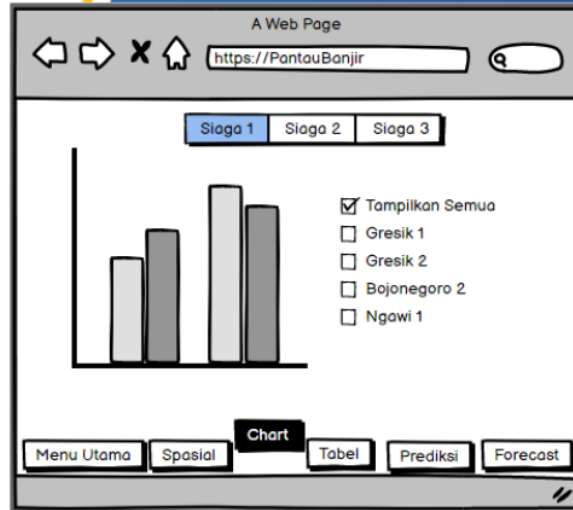 A Web Page
https://PantauBanjir
Siaga 1 Siaga 2 Siaga 3
Tampilkan Semua
Gresik 1
Gresik 2
Bojonegoro 2
Ngawi 1
Menu Utama Spasial Chart Tabel Prediksi Forecast